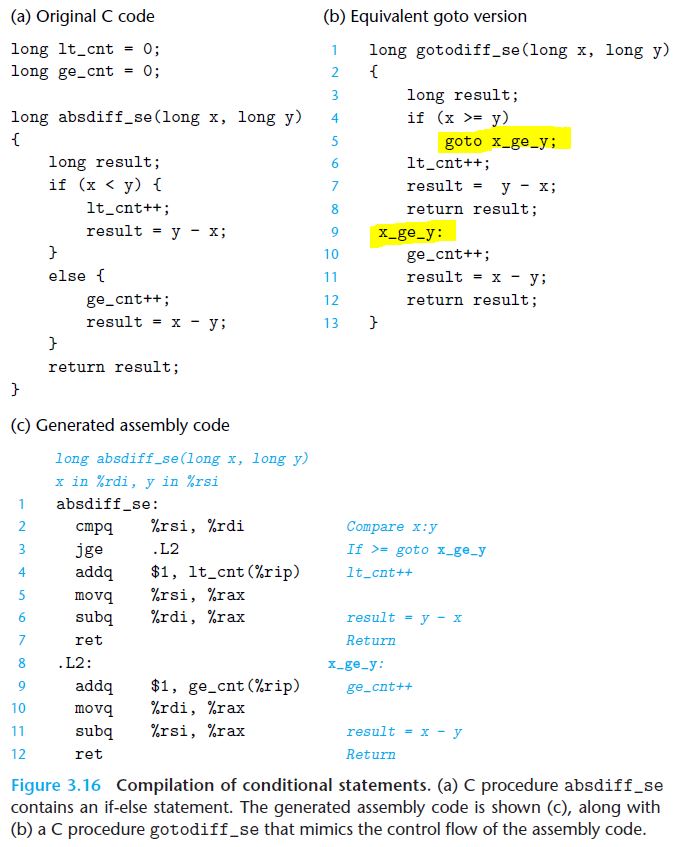 (a) Original C code
long lt_cnt = 0;
long ge_cnt = 0;

long absdiff_se(long x, long y)
{
    long result;
    if (x < y) {
        lt_cnt++;
        result = y - x;
    }
    else {
        ge_cnt++;
        result = x - y;
    }
    return result;
}
(b) Equivalent goto version
1 long gotodiff_se(long x, long y)
2 {
3     long result;
4     if (x >= y)
5         goto x_ge_y;
6     lt_cnt++;
7     result =  y - x;
8     return result;
9  x_ge_y:
10     ge_cnt++;
11     result = x - y;
12     return result;
13 }
(c) Generated assembly code
long absdiff_se(long x, long y)
x in %rdi, y in %rsi
1 absdiff_se:
2   cmpq    %rsi, %rdi    Compare x:y
3   jge     .L2    If >= goto x_ge_y
4   addq    $1, lt_cnt(%rip)    lt_cnt++
5   movq    %rsi, %rax
6   subq    %rdi, %rax    result = y - x
7   ret    Return
8 .L2:    x_ge_y:
9   addq    $1, ge_cnt(%rip)    ge_cnt++
10   movq    %rdi, %rax
11   subq    %rsi, %rax    result = x - y
12   ret    Return
Figure 3.16 Compilation of conditional statements. (a) C procedure absdiff_se
contains an if-else statement. The generated assembly code is shown (c), along with
(b) a C procedure gotodiff_se that mimics the control flow of the assembly code.